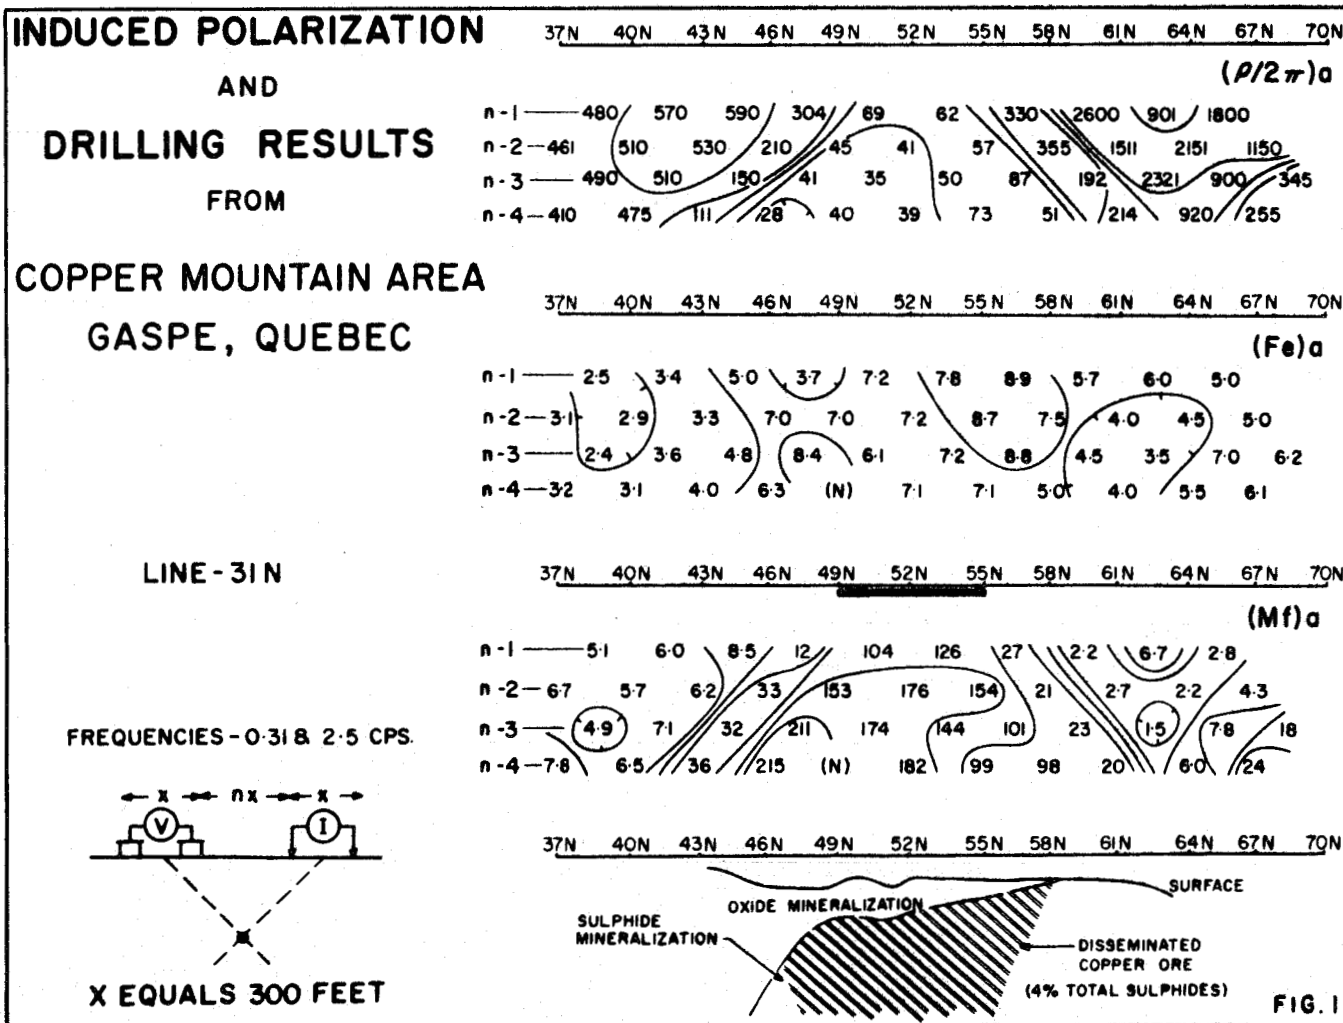 INDUCED POLARIZATION
AND
DRILLING RESULTS
FROM
COPPER MOUNTAIN AREA
GASPE, QUEBEC
LINE-31N
FREQUENCIES-0·31 & 2·5 CPS.
x nx x
V I
X EQUALS 300 FEET
37N 40N 43N 46N 49N 52N 55N 58N 61N 64N 67N 70N
(ρ/2π)a
n-1 480 570 590 304 69 62 330 2600 901 1800
n-2 461 510 530 210 45 41 57 355 1511 2151 1150
n-3 490 510 150 41 35 50 87 192 2321 900 345
n-4 410 475 111 28 40 39 73 51 214 920 255
37N 40N 43N 46N 49N 52N 55N 58N 61N 64N 67N 70N
(Fe)a
n-1 2·5 3·4 5·0 3·7 7·2 7·8 8·9 5·7 6·0 5·0
n-2 3·1 2·9 3·3 7·0 7·0 7·2 8·7 7·5 4·0 4·5 5·0
n-3 2·4 3·6 4·8 8·4 6·1 7·2 8·8 4·5 3·5 7·0 6·2
n-4 3·2 3·1 4·0 6·3 (N) 7·1 7·1 5·0 4·0 5·5 6·1
37N 40N 43N 46N 49N 52N 55N 58N 61N 64N 67N 70N
(Mf)a
n-1 5·1 6·0 8·5 12 104 126 27 2·2 6·7 2·8
n-2 6·7 5·7 6·2 33 153 176 154 21 2·7 2·2 4·3
n-3 4·9 7·1 32 211 174 144 101 23 1·5 7·8 18
n-4 7·8 6·5 36 215 (N) 182 99 98 20 6·0 24
37N 40N 43N 46N 49N 52N 55N 58N 61N 64N 67N 70N
SURFACE
OXIDE MINERALIZATION
SULPHIDE
MINERALIZATION
DISSEMINATED
COPPER ORE
(4% TOTAL SULPHIDES)
FIG. I